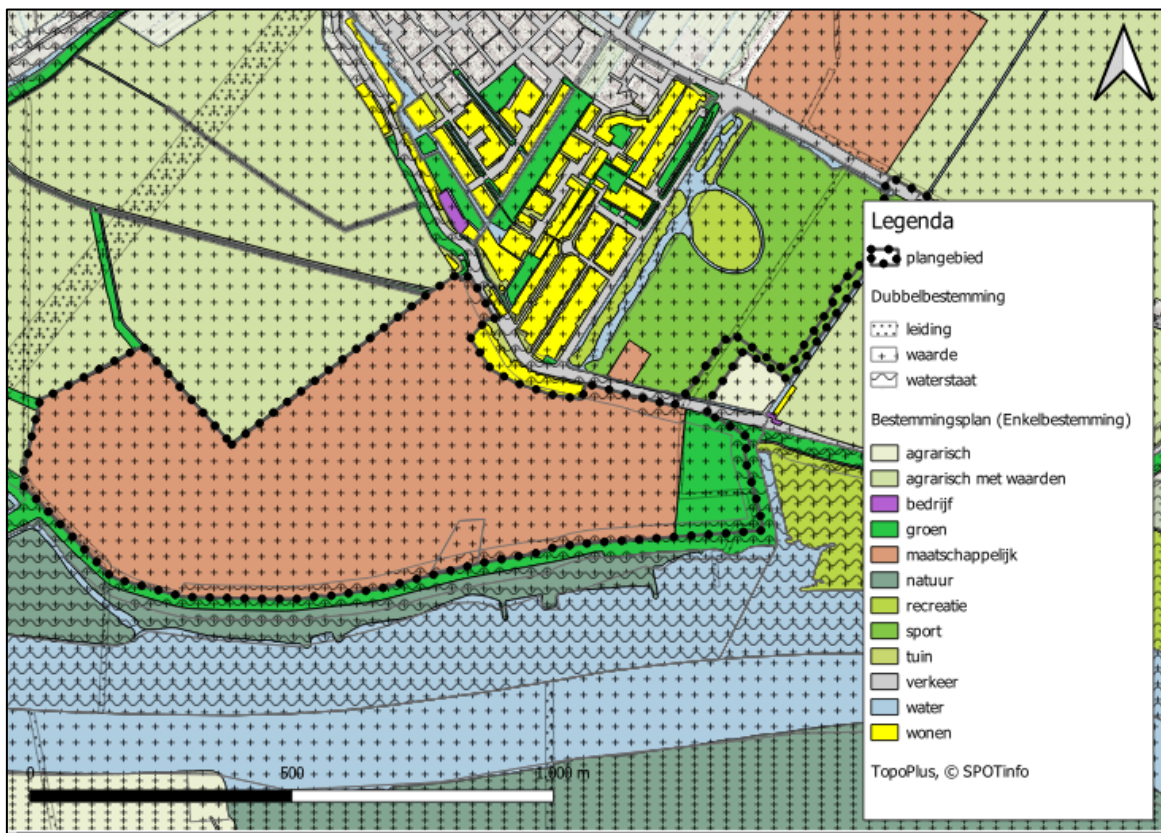 Legenda
plangebied
Dubbelbestemming
leiding
waarde
waterstaat
Bestemmingsplan (Enkelbestemming)
agrarisch
agrarisch met waarden
bedrijf
groen
maatschappelijk
natuur
recreatie
sport
tuin
verkeer
water
wonen
TopoPlus, © SPOTinfo
0 500 1.000 m